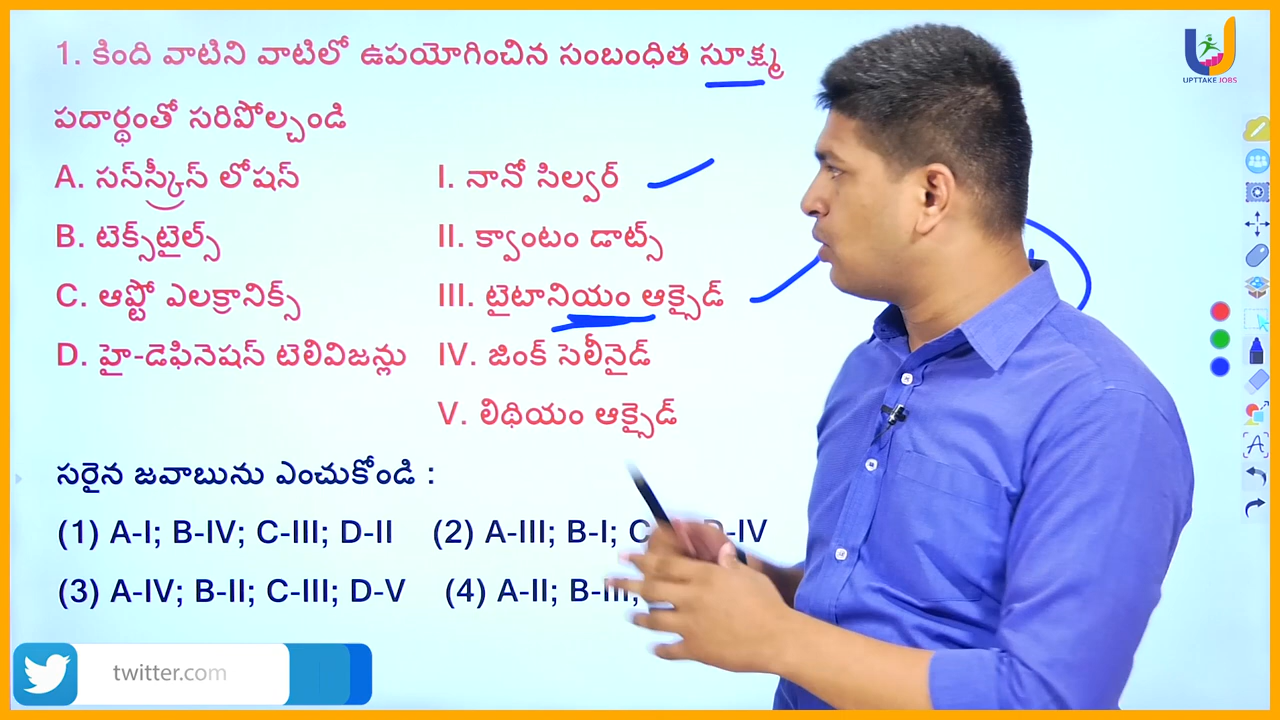 1. కింది వాటిని వాటిలో ఉపయోగించిన సంబంధిత సూక్ష్మ
పదార్థంతో సరిపోల్చండి
A. సన్‌స్క్రీన్ లోషన్ I. నానో సిల్వర్
B. టెక్స్‌టైల్స్ II. క్వాంటం డాట్స్
C. ఆప్టో ఎలక్రానిక్స్ III. టైటానియం ఆక్సైడ్
D. హై-డెఫినెషన్ టెలివిజన్లు IV. జింక్ సెలీనైడ్
V. లిథియం ఆక్సైడ్
సరైన జవాబును ఎంచుకోండి :
(1) A-I; B-IV; C-III; D-II (2) A-III; B-I; D-IV
(3) A-IV; B-II; C-III; D-V (4) A-II; B-III;
twitter.com
UPTTAKE JOBS